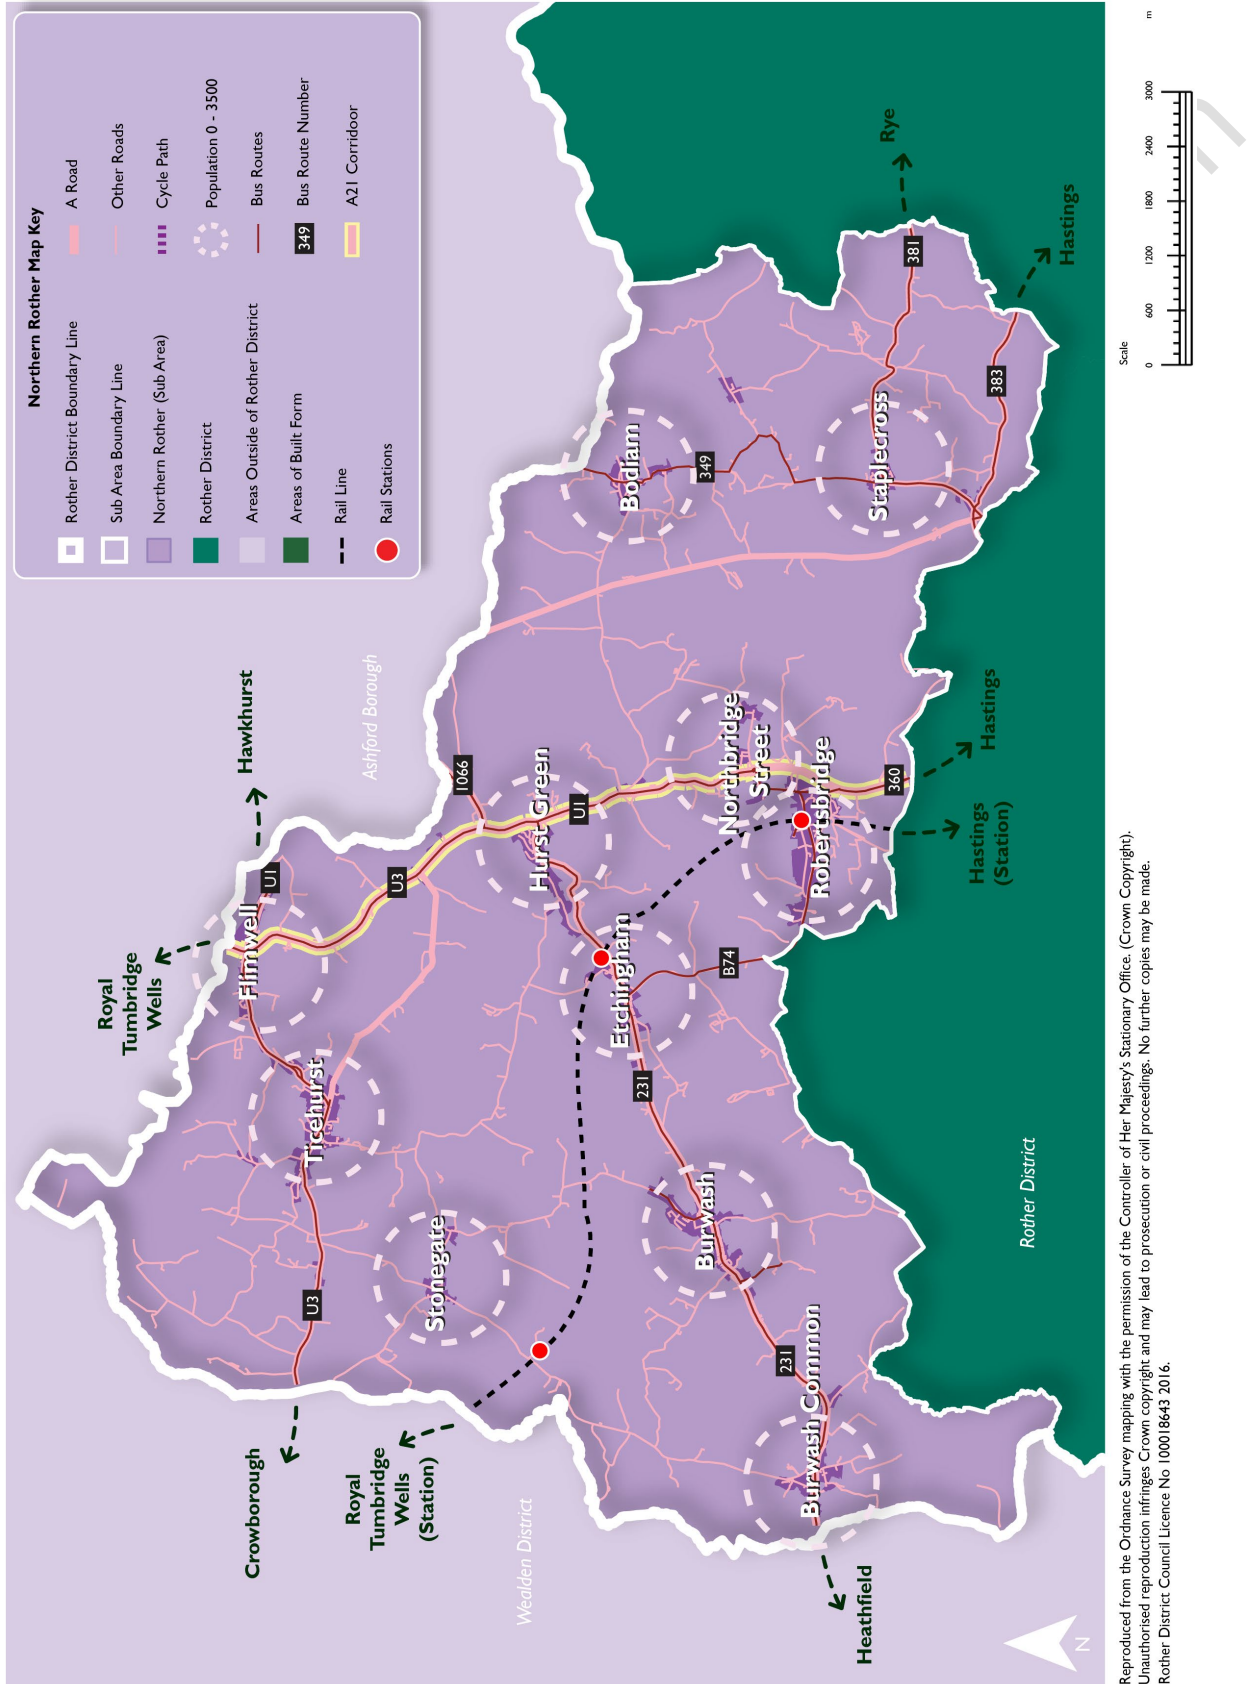 Northern Rother Map Key
Rother District Boundary Line
Sub Area Boundary Line
Northern Rother (Sub Area)
Rother District
Areas Outside of Rother District
Areas of Built Form
Rail Line
Rail Stations
A Road
Other Roads
Cycle Path
Population 0 - 3500
Bus Routes
349
Bus Route Number
A21 Corridoor
Royal
Tumbridge
Wells
Hawkhurst
Ashford Borough
Crowborough
Royal
Tumbridge
Wells
(Station)
Wealden District
Heathfield
Flimwell
U1
U3
Ticehurst
U3
Stonegate
1066
Hurst Green
U1
Etchingham
B74
231
Burwash
231
Burwash Common
Northbridge
Street
Robertsbridge
360
Bodiam
349
Staplecross
381
383
Rye
Hastings
Hastings
Hastings
(Station)
Rother District
N
Scale
0
600
1200
1800
2400
3000
m
Reproduced from the Ordnance Survey mapping with the permission of the Controller of Her Majesty's Stationary Office. (Crown Copyright).
Unauthorised reproduction infringes Crown copyright and may lead to prosecution or civil proceedings. No further copies may be made.
Rother District Council Licence No 100018643 2016.